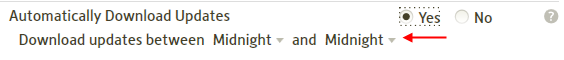 Automatically Download Updates Yes No ?
Download updates between Midnight and Midnight